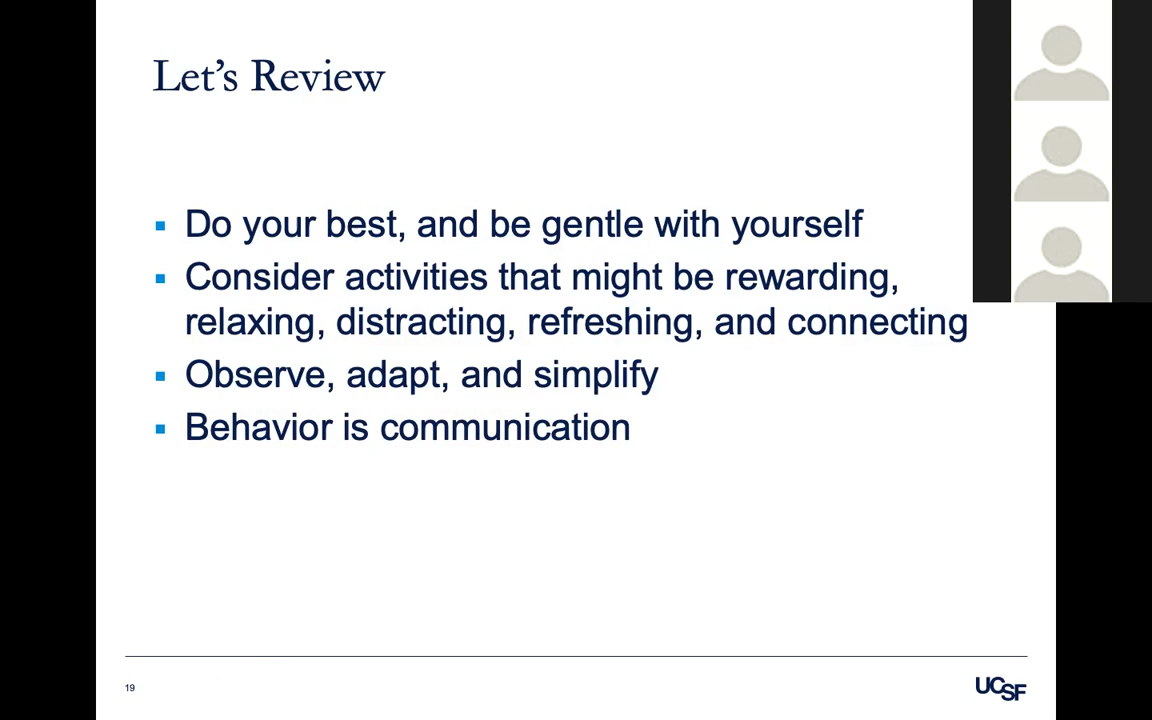 Let's Review
Do your best, and be gentle with yourself
Consider activities that might be rewarding,
relaxing, distracting, refreshing, and connecting
Observe, adapt, and simplify
Behavior is communication
19
UCSF